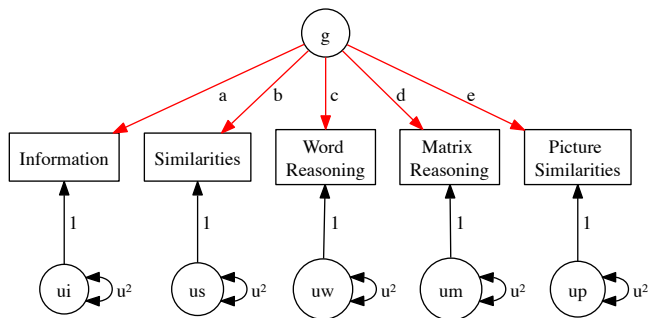 g
a b c d e
Information
Similarities
Word
Reasoning
Matrix
Reasoning
Picture
Similarities
1 1 1 1 1
ui u² us u² uw u² um u² up u²